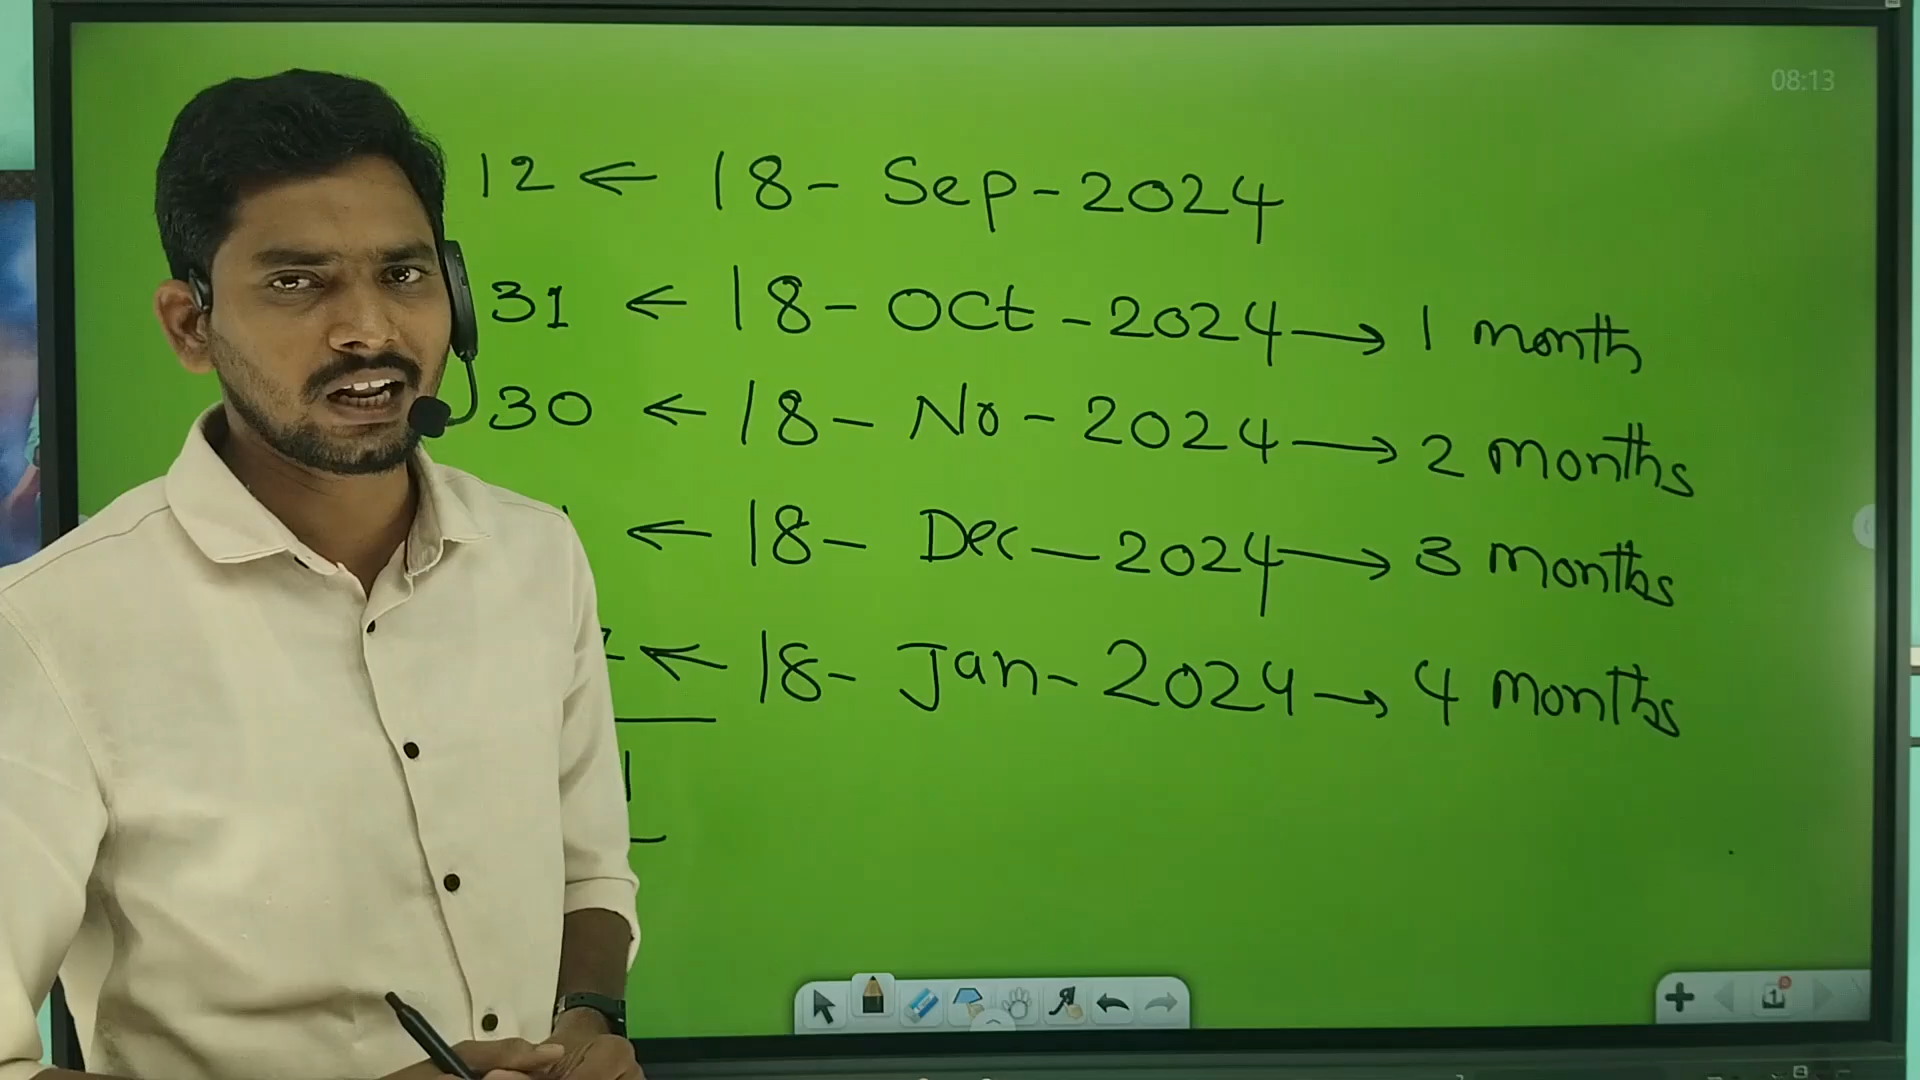 08:13
12 ← 18 - Sep - 2024
31 ← 18 - Oct - 2024 → 1 month
30 ← 18 - No - 2024 → 2 months
← 18 - Dec - 2024 → 3 months
← 18 - Jan - 2024 → 4 months
1